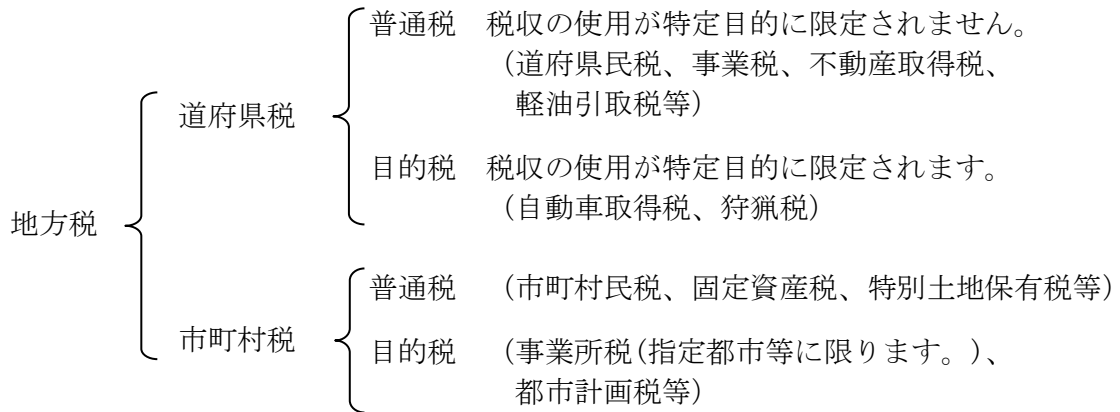 普通税 税収の使用が特定目的に限定されません。
(道府県民税、事業税、不動産取得税、
軽油引取税等)
道府県税
目的税 税収の使用が特定目的に限定されます。
(自動車取得税、狩猟税)
地方税
普通税 (市町村民税、固定資産税、特別土地保有税等)
市町村税
目的税 (事業所税(指定都市等に限ります。)、
都市計画税等)